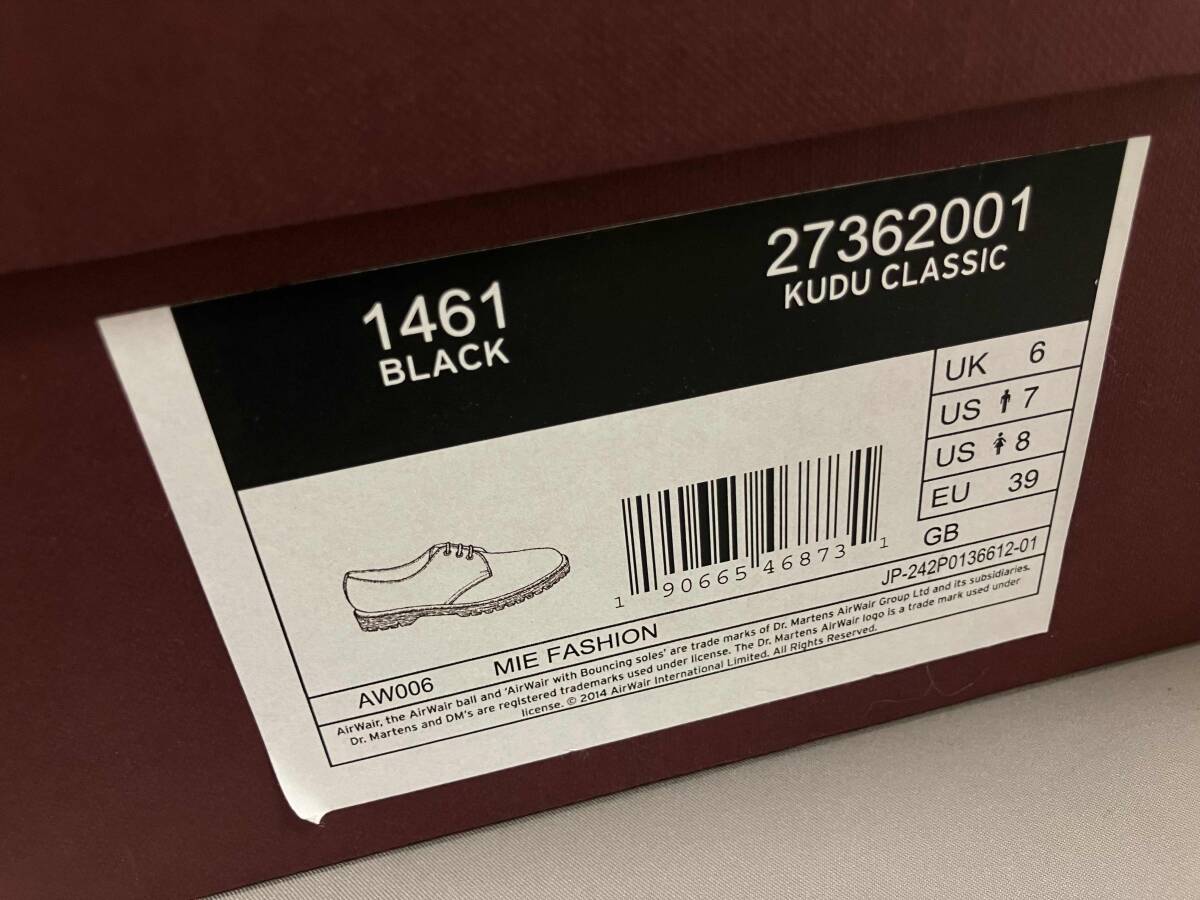 1461
BLACK
27362001
KUDU CLASSIC
UK 6
US 7
US 8
EU 39
GB
1 90665 46873 1
JP-242P0136612-01
AW006 MIE FASHION
AirWair, the AirWair ball and 'AirWair with Bouncing soles' are trade marks of Dr. Martens AirWair Group Ltd and its subsidiaries.
Dr. Martens and DM's are registered trademarks used under license. The Dr. Martens AirWair logo is a trade mark used under
license. © 2014 AirWair International Limited. All Rights Reserved.